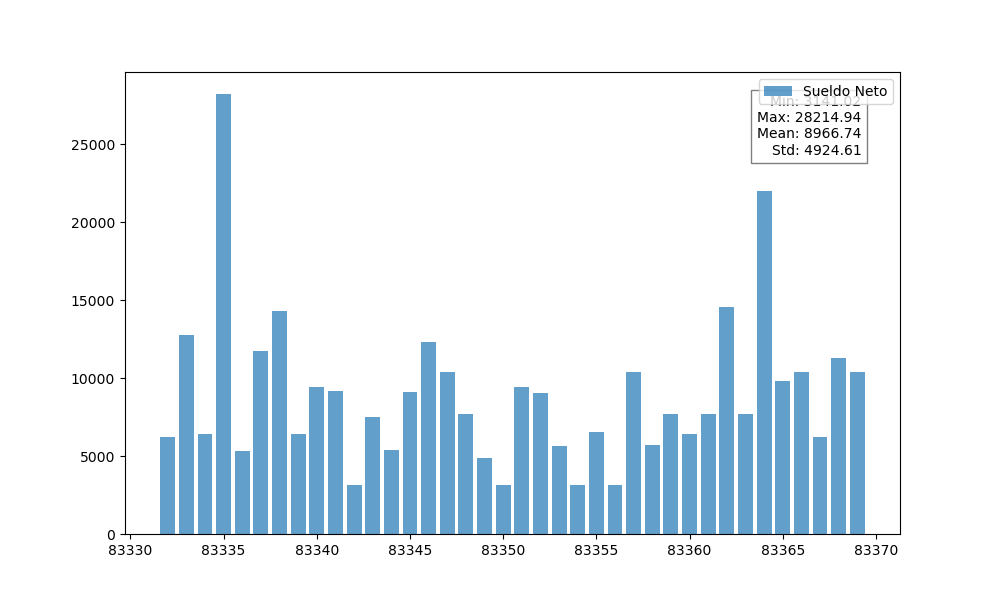 Sueldo Neto
Min: 3141.02
Max: 28214.94
Mean: 8966.74
Std: 4924.61
25000
20000
15000
10000
5000
0
83330 83335 83340 83345 83350 83355 83360 83365 83370